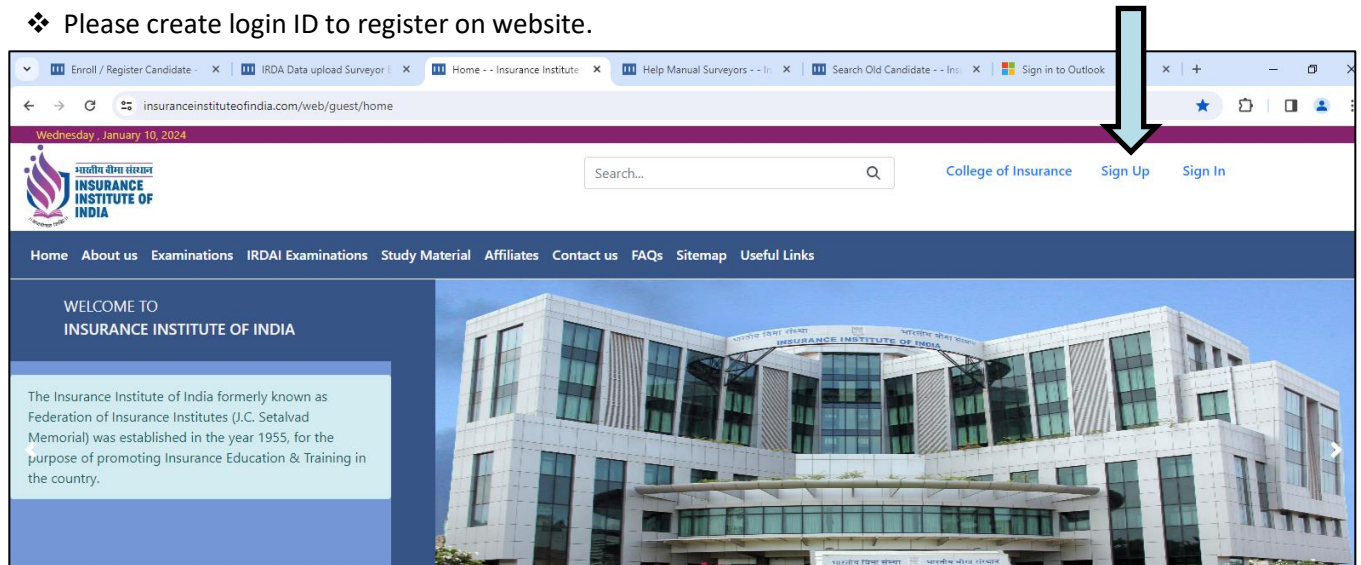 ❖ Please create login ID to register on website.
Enroll / Register Candidate -
IRDA Data upload Surveyor E
Home - - Insurance Institute
Help Manual Surveyors - - In
Search Old Candidate - - Ins
Sign in to Outlook
insuranceinstituteofindia.com/web/guest/home
Wednesday , January 10, 2024
भारतीय बीमा संस्थान
INSURANCE
INSTITUTE OF
INDIA
Search...
College of Insurance
Sign Up
Sign In
Home About us Examinations IRDAI Examinations Study Material Affiliates Contact us FAQs Sitemap Useful Links
WELCOME TO
INSURANCE INSTITUTE OF INDIA
The Insurance Institute of India formerly known as
Federation of Insurance Institutes (J.C. Setalvad
Memorial) was established in the year 1955, for the
purpose of promoting Insurance Education & Training in
the country.
INSURANCE INSTITUTE OF INDIA